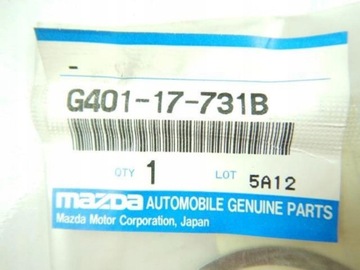 -
G401-17-731B
QTY 1 LOT 5A12
mazda AUTOMOBILE GENUINE PARTS
Mazda Motor Corporation, Japan